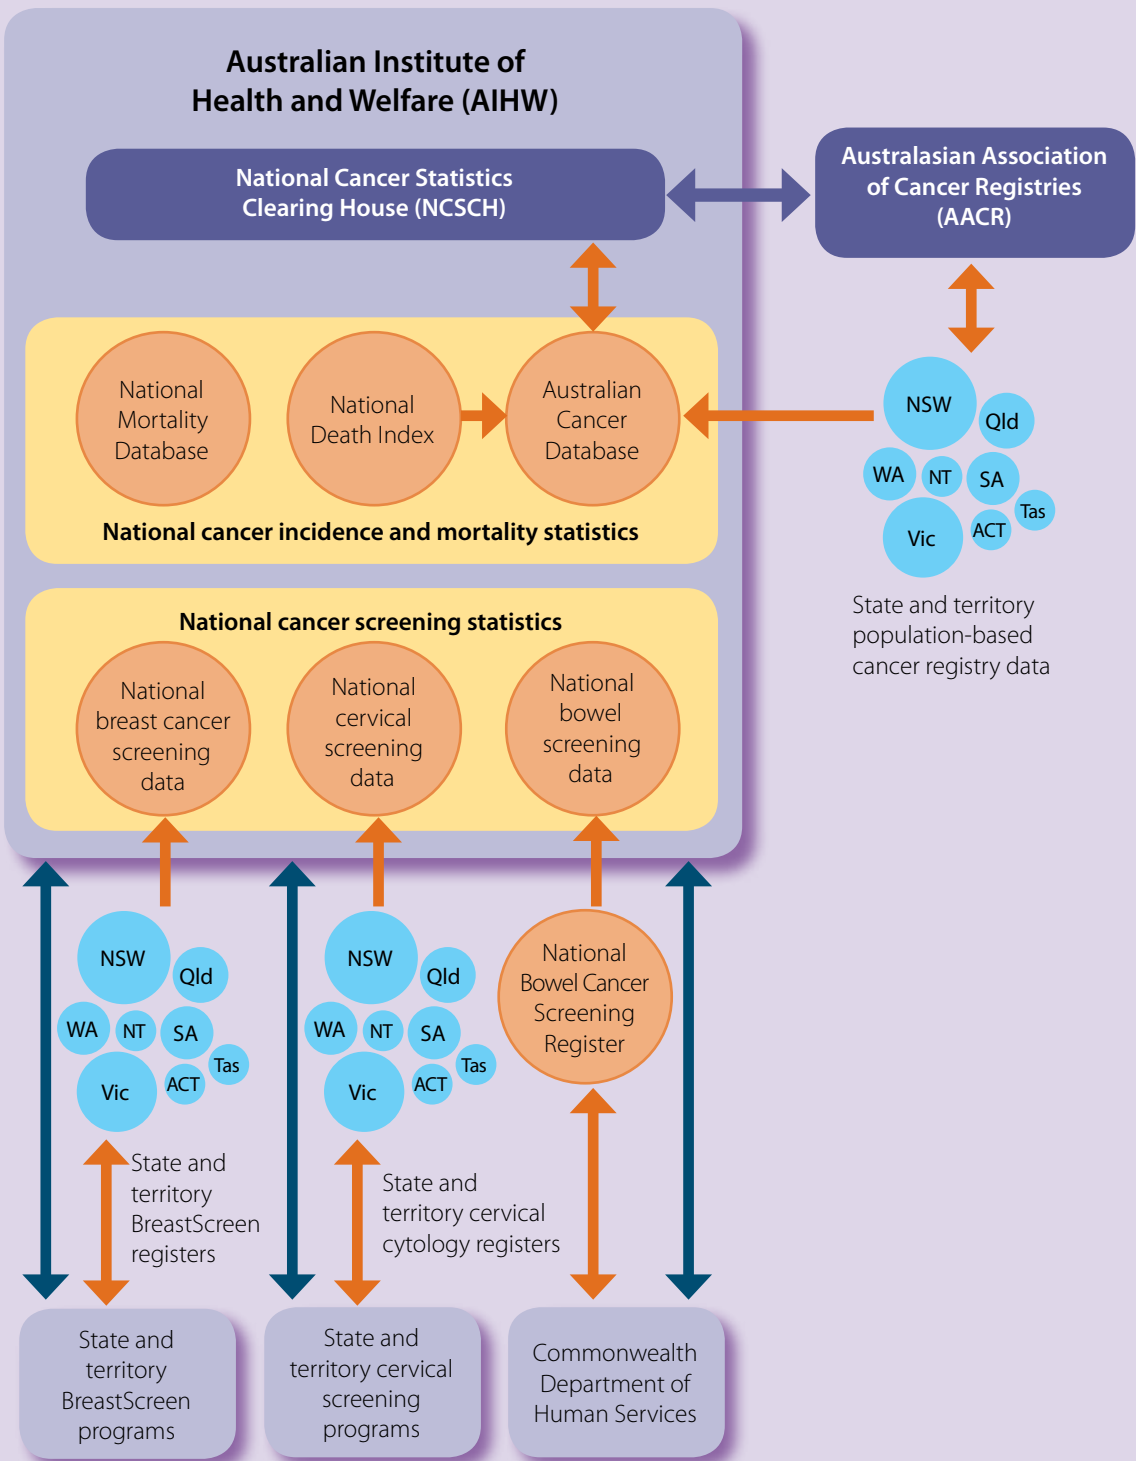 Australian Institute of
Health and Welfare (AIHW)
National Cancer Statistics
Clearing House (NCSCH)
Australasian Association
of Cancer Registries
(AACR)
National
Mortality
Database
National
Death Index
Australian
Cancer
Database
National cancer incidence and mortality statistics
NSW
Qld
WA
NT
SA
Tas
Vic
ACT
State and territory
population-based
cancer registry data
National cancer screening statistics
National
breast cancer
screening
data
National
cervical
screening
data
National
bowel
screening
data
NSW
Qld
WA
NT
SA
Tas
Vic
ACT
State and
territory
BreastScreen
registers
NSW
Qld
WA
NT
SA
Tas
Vic
ACT
State and
territory cervical
cytology registers
National
Bowel Cancer
Screening
Register
State and
territory
BreastScreen
programs
State and
territory cervical
screening
programs
Commonwealth
Department of
Human Services